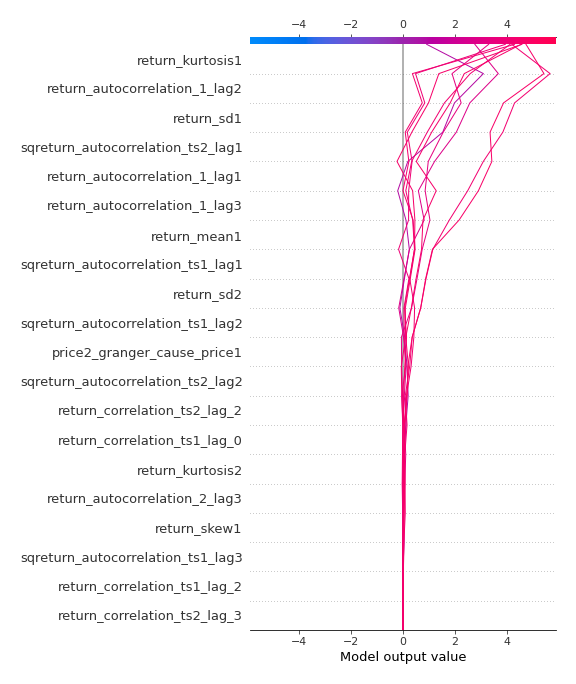 −4 −2 0 2 4
return_kurtosis1
return_autocorrelation_1_lag2
return_sd1
sqreturn_autocorrelation_ts2_lag1
return_autocorrelation_1_lag1
return_autocorrelation_1_lag3
return_mean1
sqreturn_autocorrelation_ts1_lag1
return_sd2
sqreturn_autocorrelation_ts1_lag2
price2_granger_cause_price1
sqreturn_autocorrelation_ts2_lag2
return_correlation_ts2_lag_2
return_correlation_ts1_lag_0
return_kurtosis2
return_autocorrelation_2_lag3
return_skew1
sqreturn_autocorrelation_ts1_lag3
return_correlation_ts1_lag_2
return_correlation_ts2_lag_3
−4 −2 0 2 4
Model output value